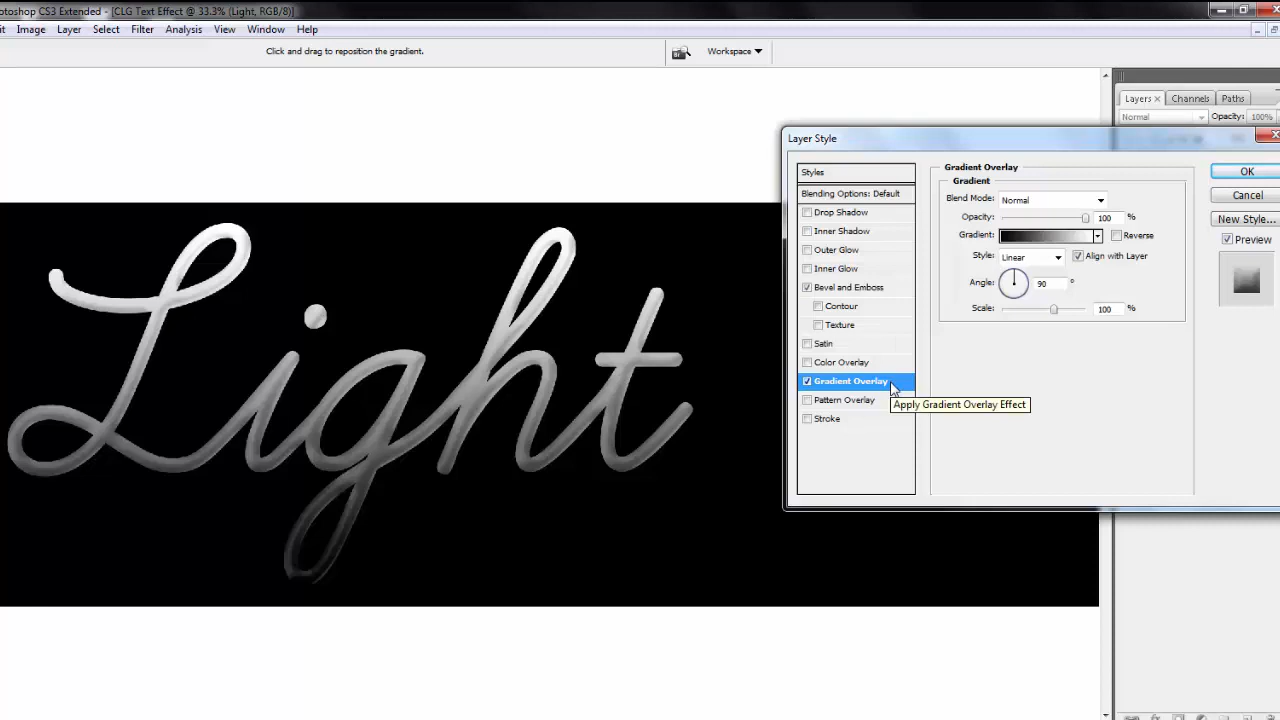 otoshop CS3 Extended - [CLG Text Effect @ 33.3% (Light, RGB/8)]
it Image Layer Select Filter Analysis View Window Help
Click and drag to reposition the gradient.
Workspace
Layers Channels Paths
Normal Opacity: 100%
Light
Layer Style
Styles
Blending Options: Default
Drop Shadow
Inner Shadow
Outer Glow
Inner Glow
Bevel and Emboss
Contour
Texture
Satin
Color Overlay
Gradient Overlay
Pattern Overlay
Stroke
Apply Gradient Overlay Effect
Gradient Overlay
Gradient
Blend Mode: Normal
Opacity: 100 %
Gradient: Reverse
Style: Linear Align with Layer
Angle: 90 °
Scale: 100 %
OK
Cancel
New Style...
Preview